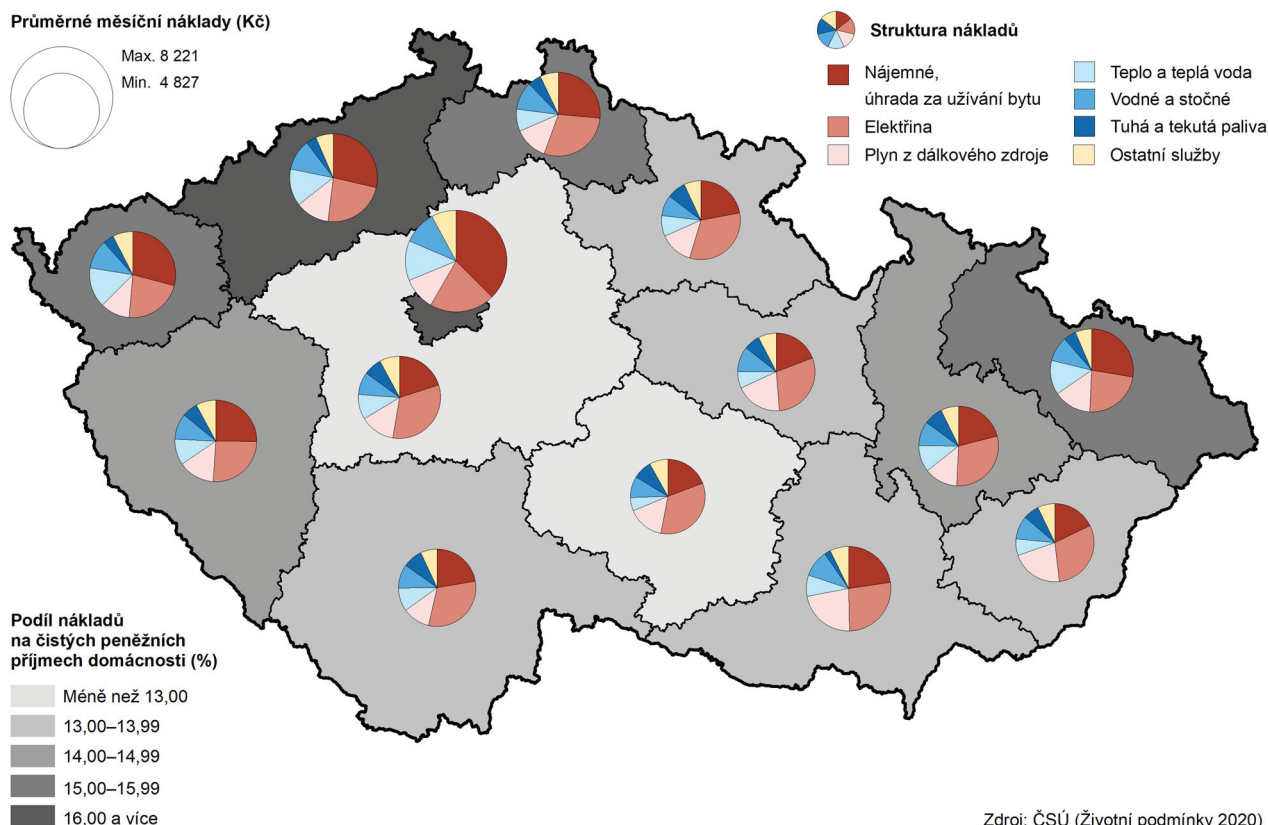 Průměrné měsíční náklady (Kč)
Max. 8 221
Min. 4 827
Struktura nákladů
Nájemné,
úhrada za užívání bytu
Elektřina
Plyn z dálkového zdroje
Teplo a teplá voda
Vodné a stočné
Tuhá a tekutá paliva
Ostatní služby
Podíl nákladů
na čistých peněžních
příjmech domácnosti (%)
Méně než 13,00
13,00–13,99
14,00–14,99
15,00–15,99
16,00 a více
Zdroj: ČSÚ (Životní podmínky 2020)